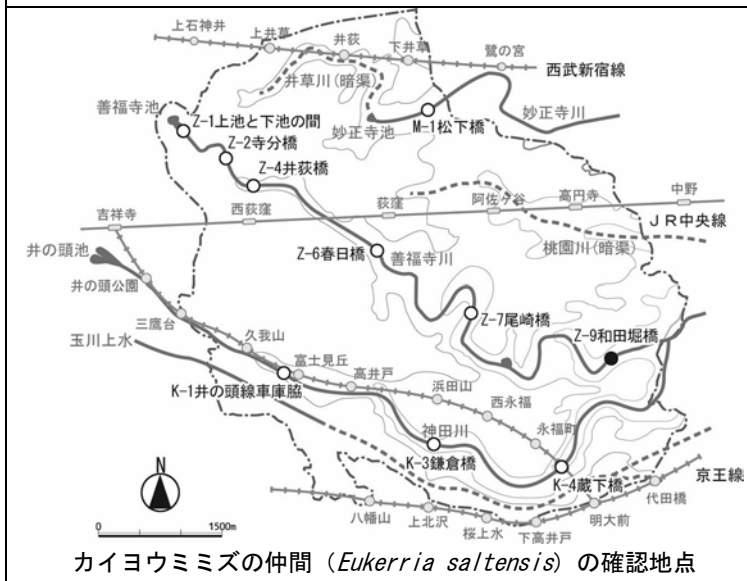 上石神井
上井草
井荻
下井草
鷺の宮
西武新宿線
井草川(暗渠)
善福寺池
Z-1上池と下池の間
妙正寺池
M-1松下橋
妙正寺川
Z-2寺分橋
Z-4井荻橋
吉祥寺
西荻窪
荻窪
阿佐ケ谷
高円寺
中野
JR中央線
井の頭池
Z-6春日橋
善福寺川
桃園川(暗渠)
井の頭公園
三鷹台
Z-7尾崎橋
玉川上水
久我山
Z-9和田堀橋
富士見丘
高井戸
K-1井の頭線車庫脇
浜田山
西永福
永福町
神田川
K-3鎌倉橋
K-4蔵下橋
京王線
N
代田橋
0
1500m
八幡山
上北沢
桜上水
下高井戸
明大前
カイヨウミミズの仲間(Eukerria saltensis)の確認地点